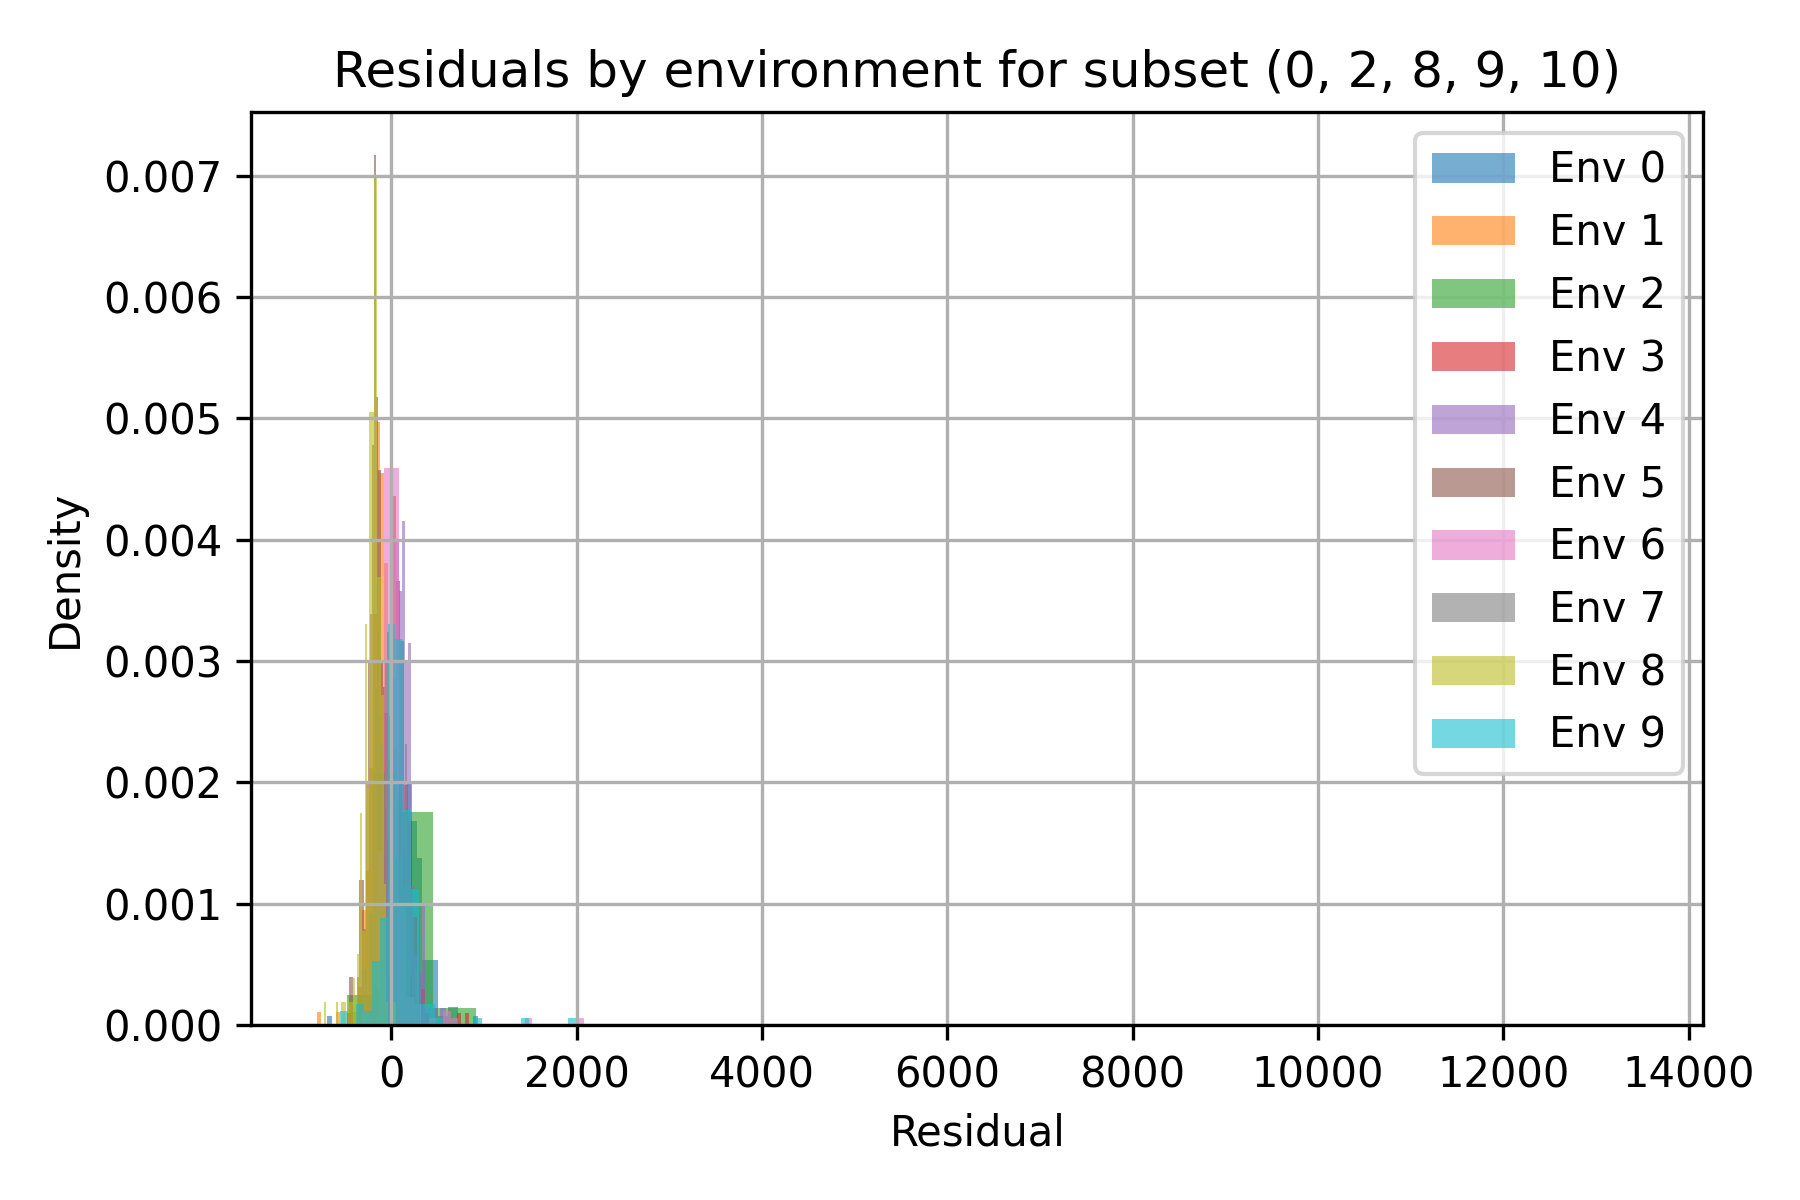 Residuals by environment for subset (0, 2, 8, 9, 10)
0.007
0.006
0.005
0.004
0.003
0.002
0.001
0.000
Density
0
2000
4000
6000
8000
10000
12000
14000
Residual
Env 0
Env 1
Env 2
Env 3
Env 4
Env 5
Env 6
Env 7
Env 8
Env 9